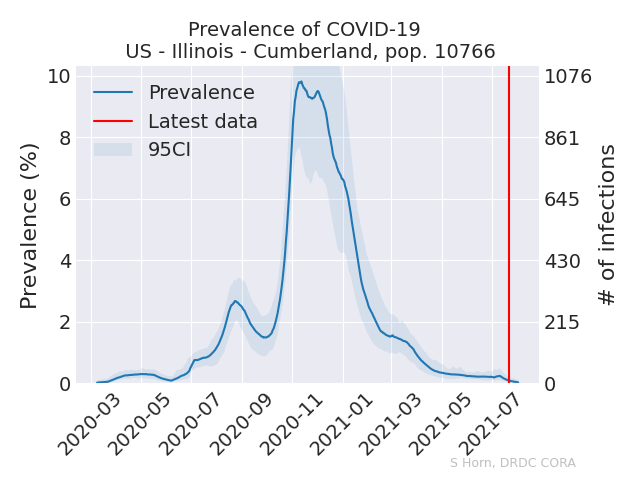 Prevalence of COVID-19
US - Illinois - Cumberland, pop. 10766
Prevalence
Latest data
95CI
Prevalence (%)
10
8
6
4
2
0
1076
861
645
430
215
0
# of infections
2020-03
2020-05
2020-07
2020-09
2020-11
2021-01
2021-03
2021-05
2021-07
S Horn, DRDC CORA